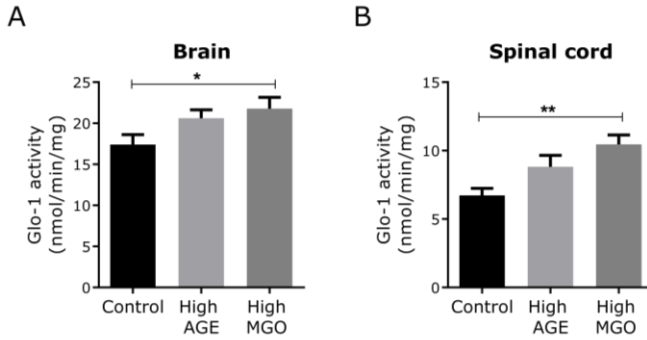 A
Brain
*
25
20
15
10
5
0
Glo-1 activity
(nmol/min/mg)
Control
High
AGE
High
MGO
B
Spinal cord
**
15
10
5
0
Glo-1 activity
(nmol/min/mg)
Control
High
AGE
High
MGO